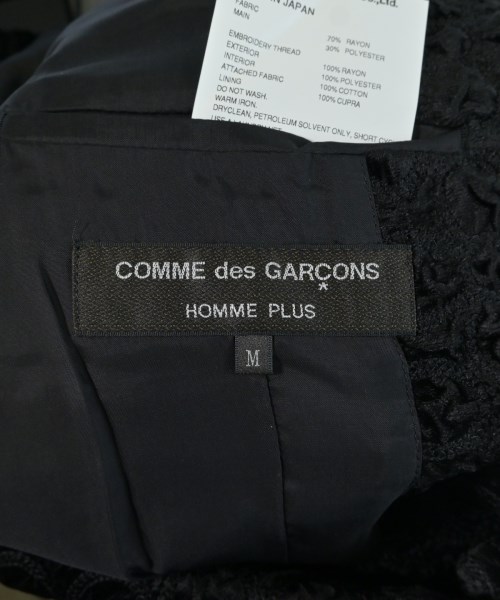 IN JAPAN
FABRIC
MAIN
70% RAYON
30% POLYESTER
EMBROIDERY THREAD
EXTERIOR 100% RAYON
INTERIOR 100% POLYESTER
ATTACHED FABRIC 100% COTTON
LINING 100% CUPRA
DO NOT WASH.
WARM IRON.
DRYCLEAN, PETROLEUM SOLVENT ONLY, SHORT
COMME des GARÇONS
*
HOMME PLUS
M